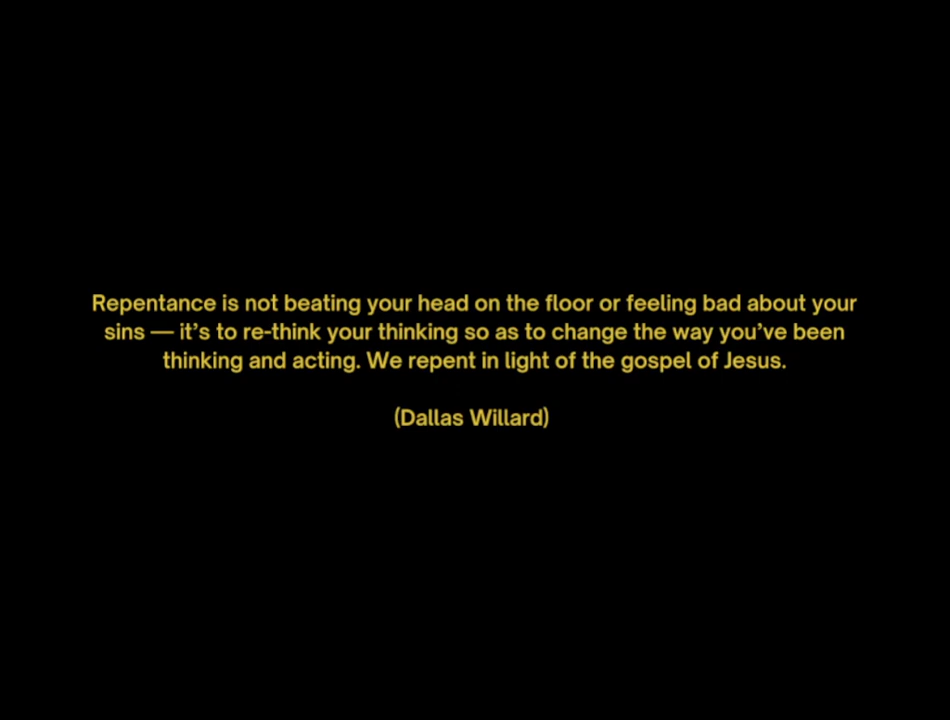 Repentance is not beating your head on the floor or feeling bad about your
sins — it’s to re-think your thinking so as to change the way you’ve been
thinking and acting. We repent in light of the gospel of Jesus.
(Dallas Willard)